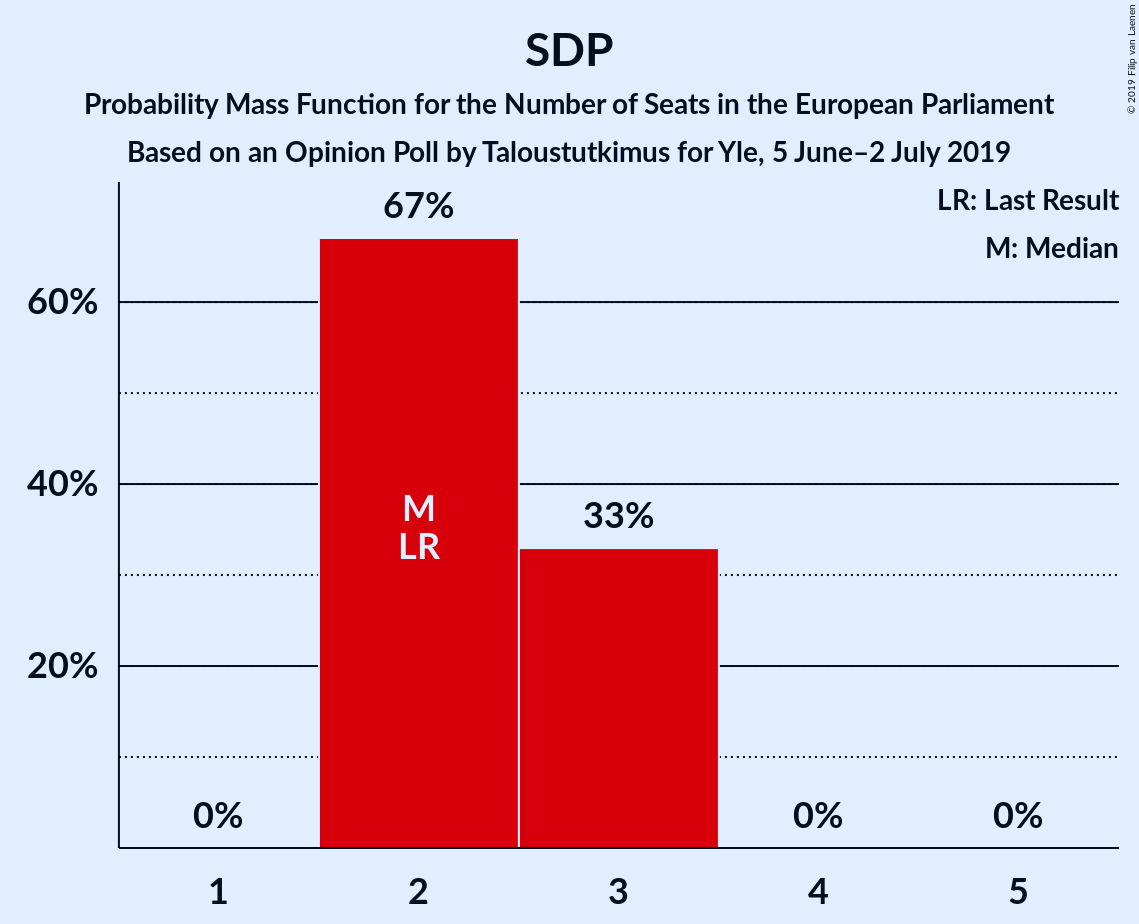 SDP
Probability Mass Function for the Number of Seats in the European Parliament
Based on an Opinion Poll by Taloustutkimus for Yle, 5 June–2 July 2019
© 2019 Filip van Laenen
LR: Last Result
M: Median
67%
60%
40%
M
LR
33%
20%
0%
0%
0%
1
2
3
4
5